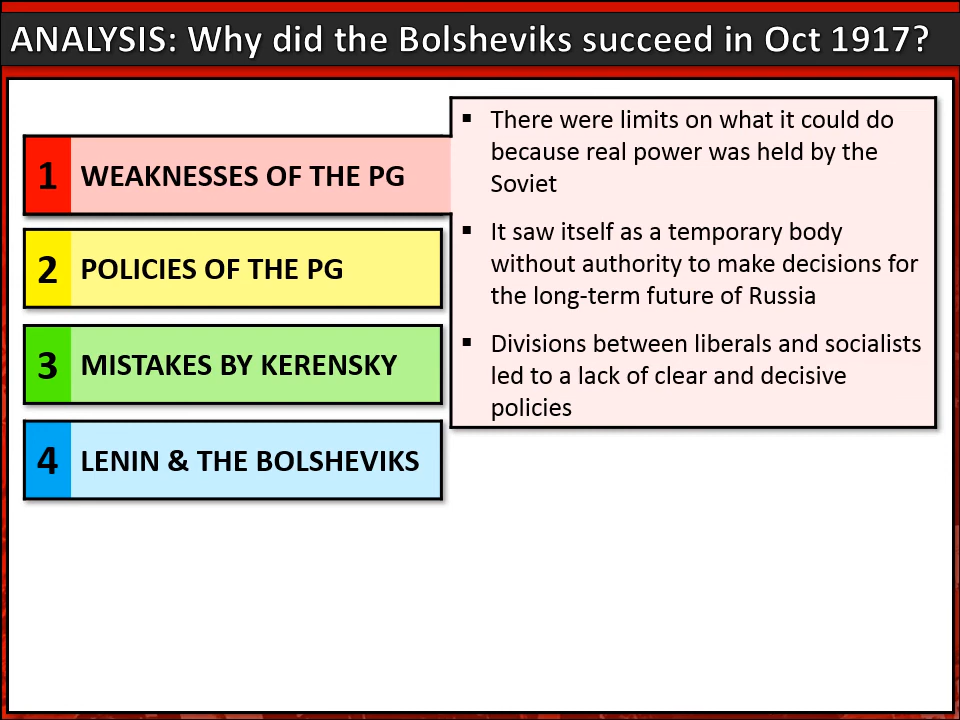 ANALYSIS: Why did the Bolsheviks succeed in Oct 1917?
1 WEAKNESSES OF THE PG
▪ There were limits on what it could do
because real power was held by the
Soviet
▪ It saw itself as a temporary body
without authority to make decisions for
the long-term future of Russia
▪ Divisions between liberals and socialists
led to a lack of clear and decisive
policies
2 POLICIES OF THE PG
3 MISTAKES BY KERENSKY
4 LENIN & THE BOLSHEVIKS